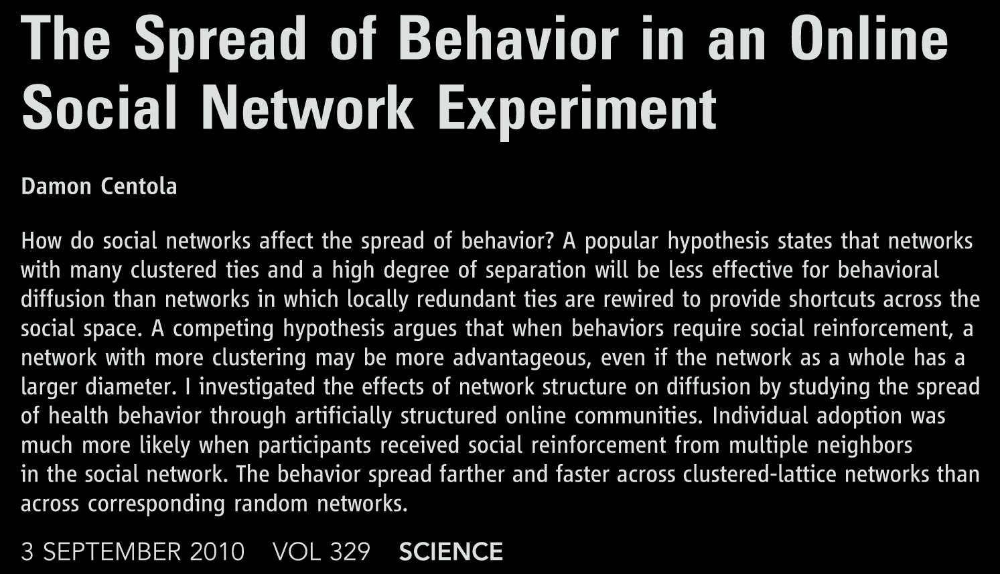 The Spread of Behavior in an Online
Social Network Experiment
Damon Centola
How do social networks affect the spread of behavior? A popular hypothesis states that networks
with many clustered ties and a high degree of separation will be less effective for behavioral
diffusion than networks in which locally redundant ties are rewired to provide shortcuts across the
social space. A competing hypothesis argues that when behaviors require social reinforcement, a
network with more clustering may be more advantageous, even if the network as a whole has a
larger diameter. I investigated the effects of network structure on diffusion by studying the spread
of health behavior through artificially structured online communities. Individual adoption was
much more likely when participants received social reinforcement from multiple neighbors
in the social network. The behavior spread farther and faster across clustered-lattice networks than
across corresponding random networks.
3 SEPTEMBER 2010 VOL 329 SCIENCE